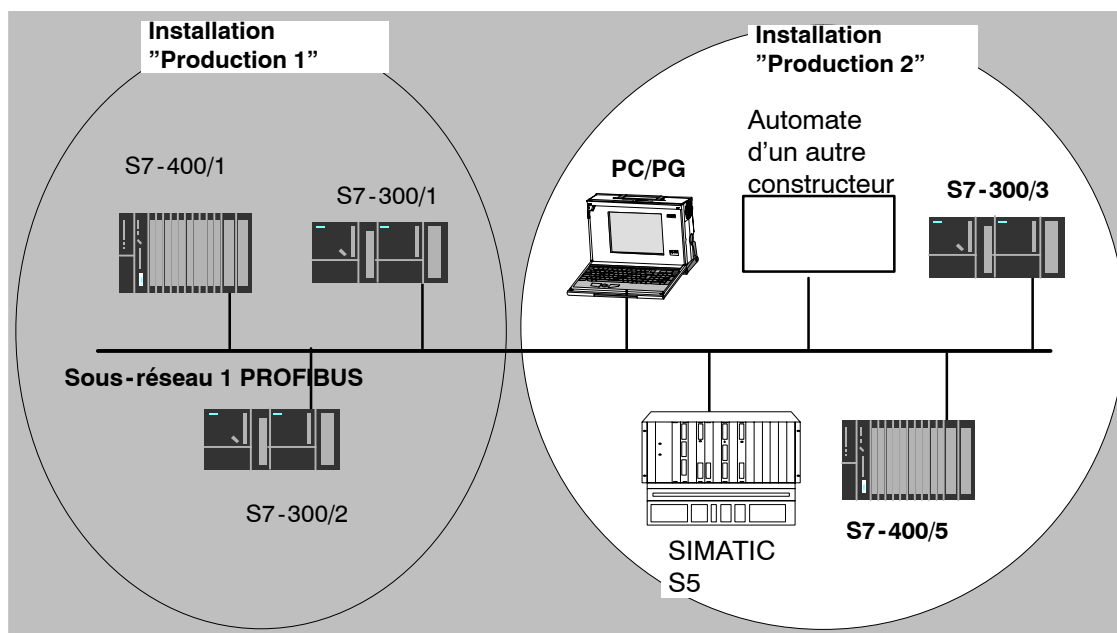 Installation
”Production 1”
Installation
”Production 2”
S7-400/1
S7-300/1
PC/PG
Automate
d’un autre
constructeur
S7-300/3
Sous-réseau 1 PROFIBUS
S7-300/2
SIMATIC
S5
S7-400/5